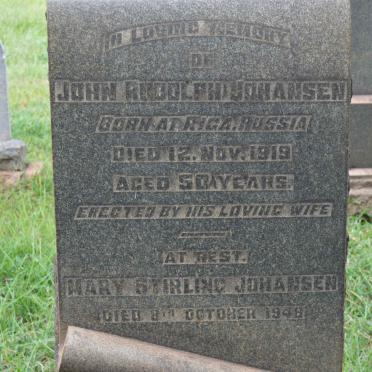 IN LOVING MEMORY
OF
JOHN RUDOLPH JOHANSEN
BORN AT RIGA, RUSSIA
DIED 12. NOV. 1919
AGED 50 YEARS.
ERECTED BY HIS LOVING WIFE
AT REST.
MARY STIRLING JOHANSEN
DIED 8TH OCTOBER 1948